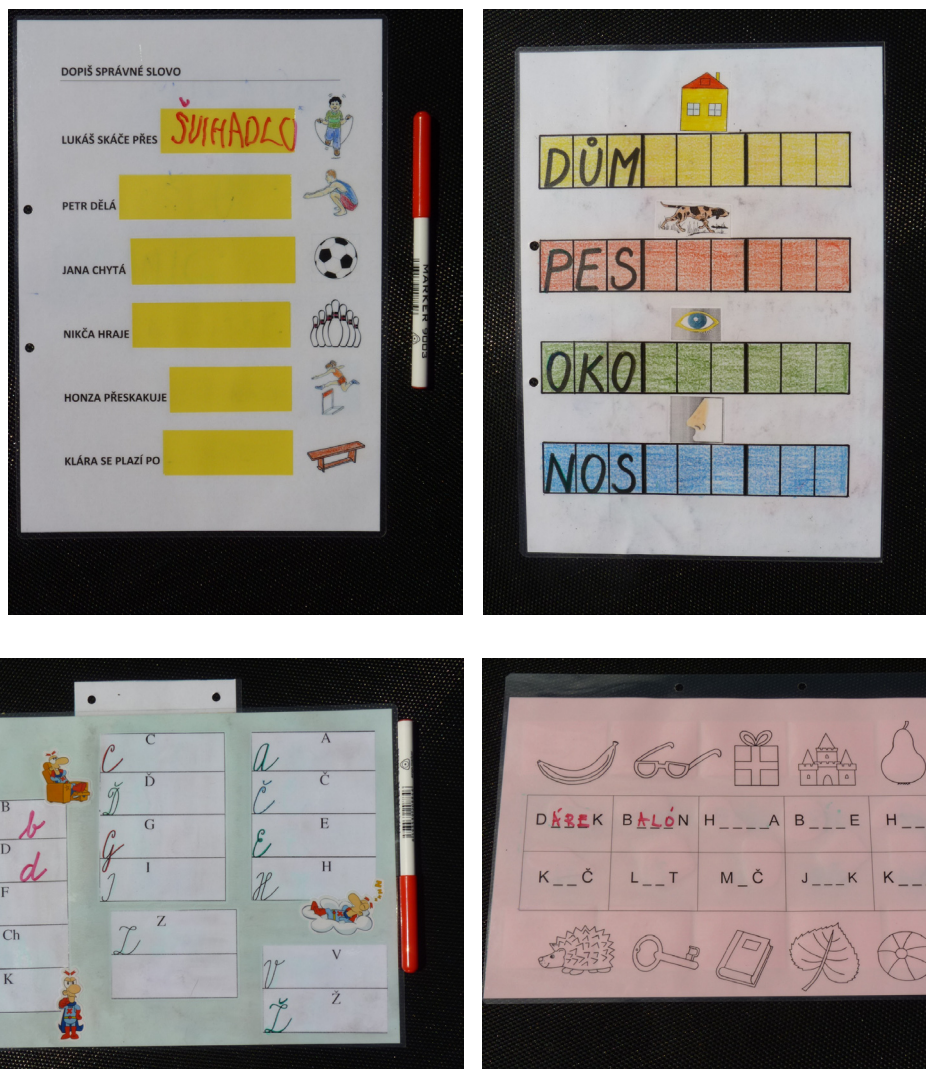 DOPIŠ SPRÁVNÉ SLOVO
LUKÁŠ SKÁČE PŘES ŠVIHADLO
PETR DĚLÁ
JANA CHYTÁ
NIKČA HRAJE
HONZA PŘESKAKUJE
KLÁRA SE PLAZÍ PO
MARKER 9003
DŮM
PES
OKO
NOS
B
b
D
d
F
Ch
K
C
C
Ď
Ď
G
G
I
I
Z
Z
A
A
Č
Č
E
E
H
H
V
V
Ž
Ž
DÁREK BALÓN H____A B___E H__
K__Č L__T M_Č J___K K__